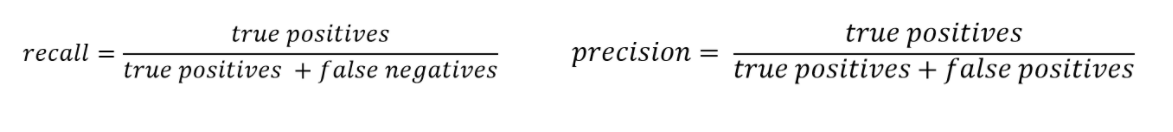 recall = true positives / true positives + false negatives
precision = true positives / true positives + false positives